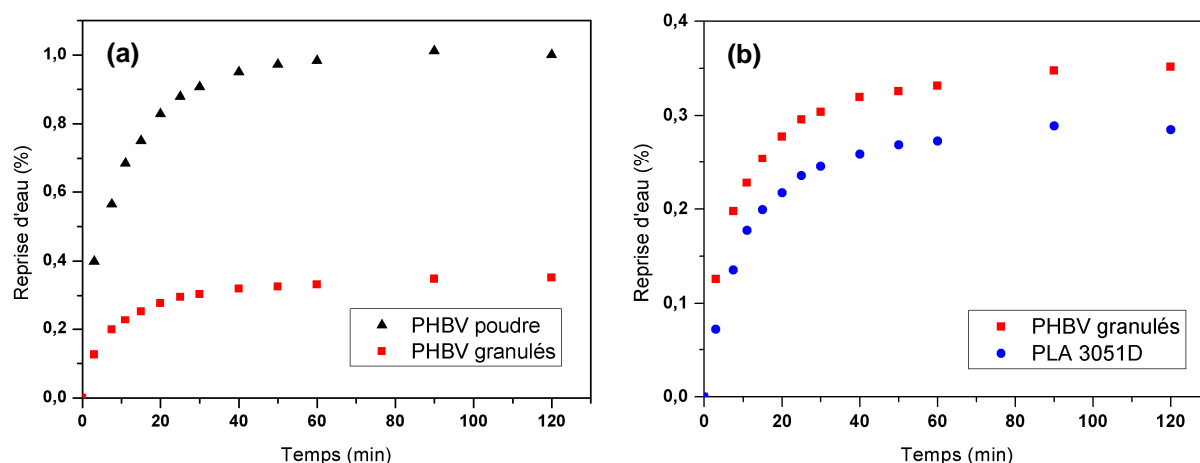 (a)
Reprise d'eau (%)
1,0
0,8
0,6
0,4
0,2
0,0
PHBV poudre
PHBV granulés
0 20 40 60 80 100 120
Temps (min)
(b)
Reprise d'eau (%)
0,4
0,3
0,2
0,1
0,0
PHBV granulés
PLA 3051D
0 20 40 60 80 100 120
Temps (min)